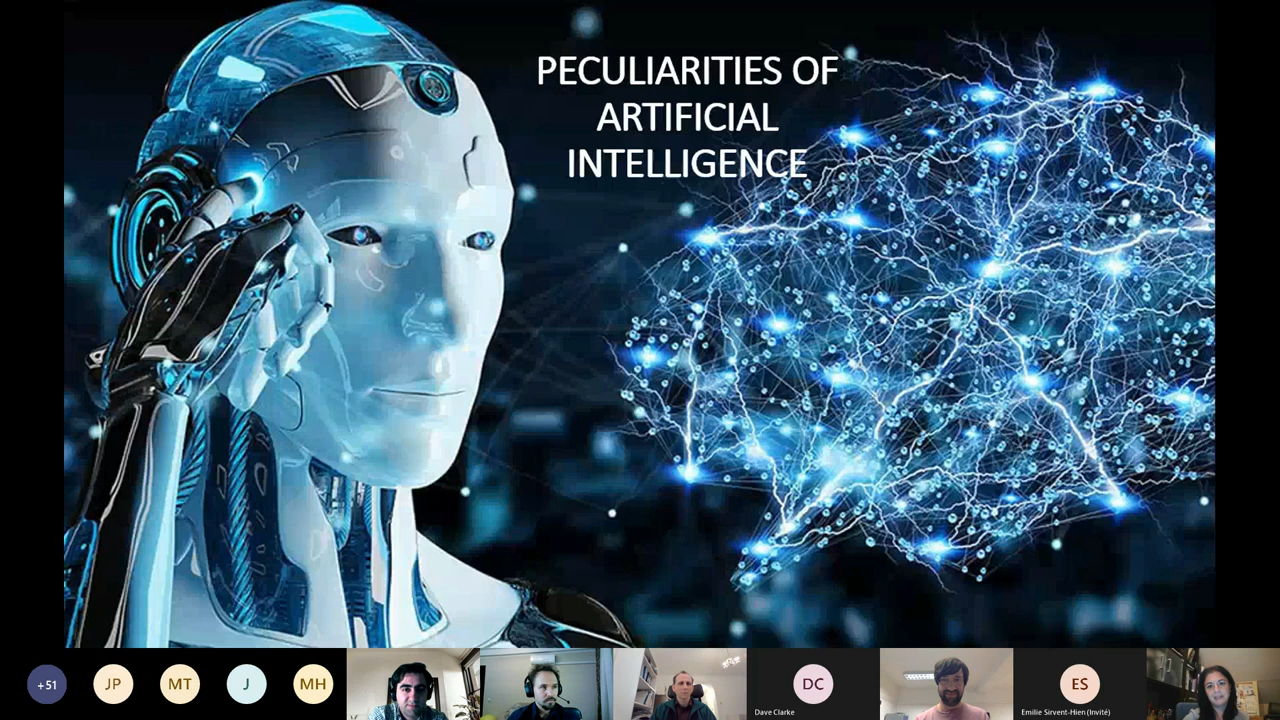 PECULIARITIES OF
ARTIFICIAL
INTELLIGENCE
+51
JP
MT
J
MH
DC
Dave Clarke
ES
Emilie Sirvent-Hien (Invité)